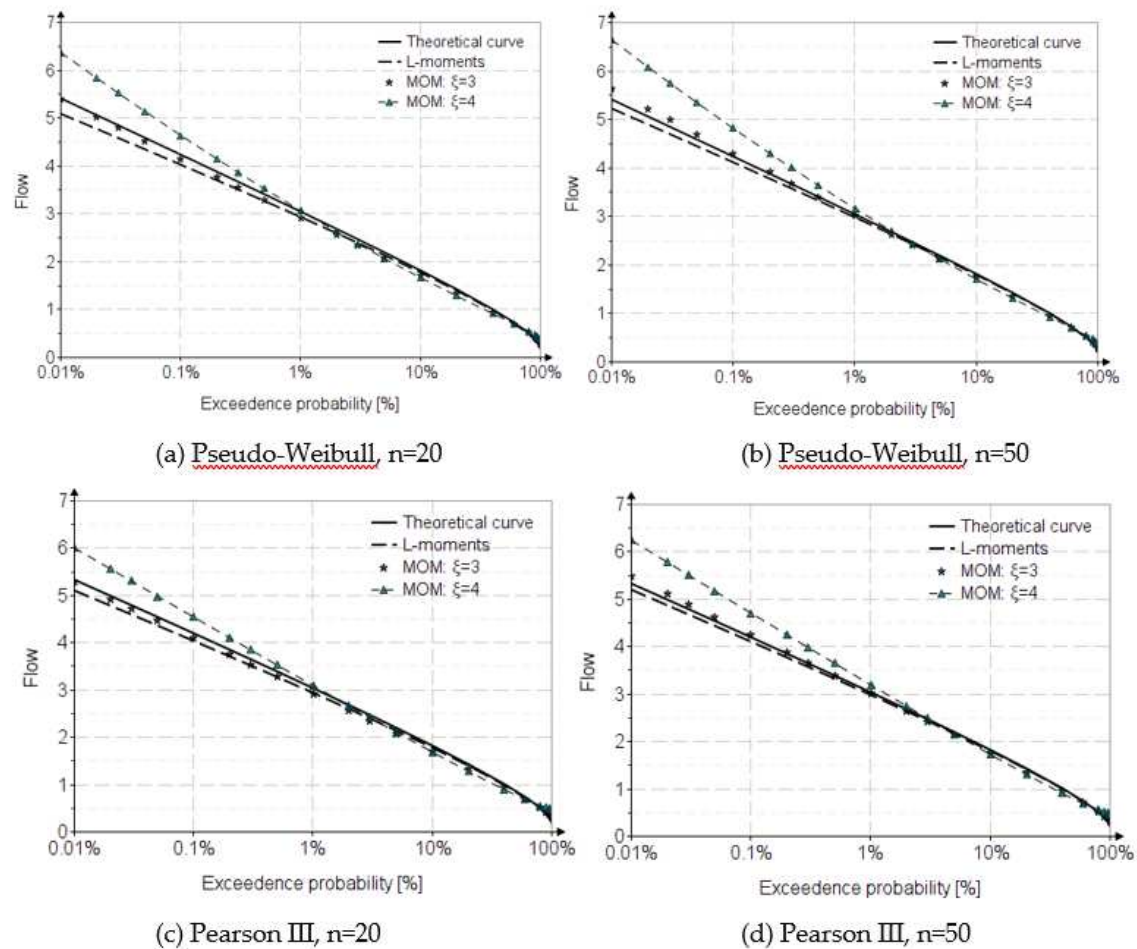 7
6
5
4
3
2
1
0
Flow
Theoretical curve
L-moments
MOM: ξ=3
MOM: ξ=4
0.01% 0.1% 1% 10% 100%
Exceedence probability [%]
(a) Pseudo-Weibull, n=20
7
6
5
4
3
2
1
0
Flow
Theoretical curve
L-moments
MOM: ξ=3
MOM: ξ=4
0.01% 0.1% 1% 10% 100%
Exceedence probability [%]
(b) Pseudo-Weibull, n=50
7
6
5
4
3
2
1
0
Flow
Theoretical curve
L-moments
MOM: ξ=3
MOM: ξ=4
0.01% 0.1% 1% 10% 100%
Exceedence probability [%]
(c) Pearson III, n=20
7
6
5
4
3
2
1
0
Flow
Theoretical curve
L-moments
MOM: ξ=3
MOM: ξ=4
0.01% 0.1% 1% 10% 100%
Exceedence probability [%]
(d) Pearson III, n=50